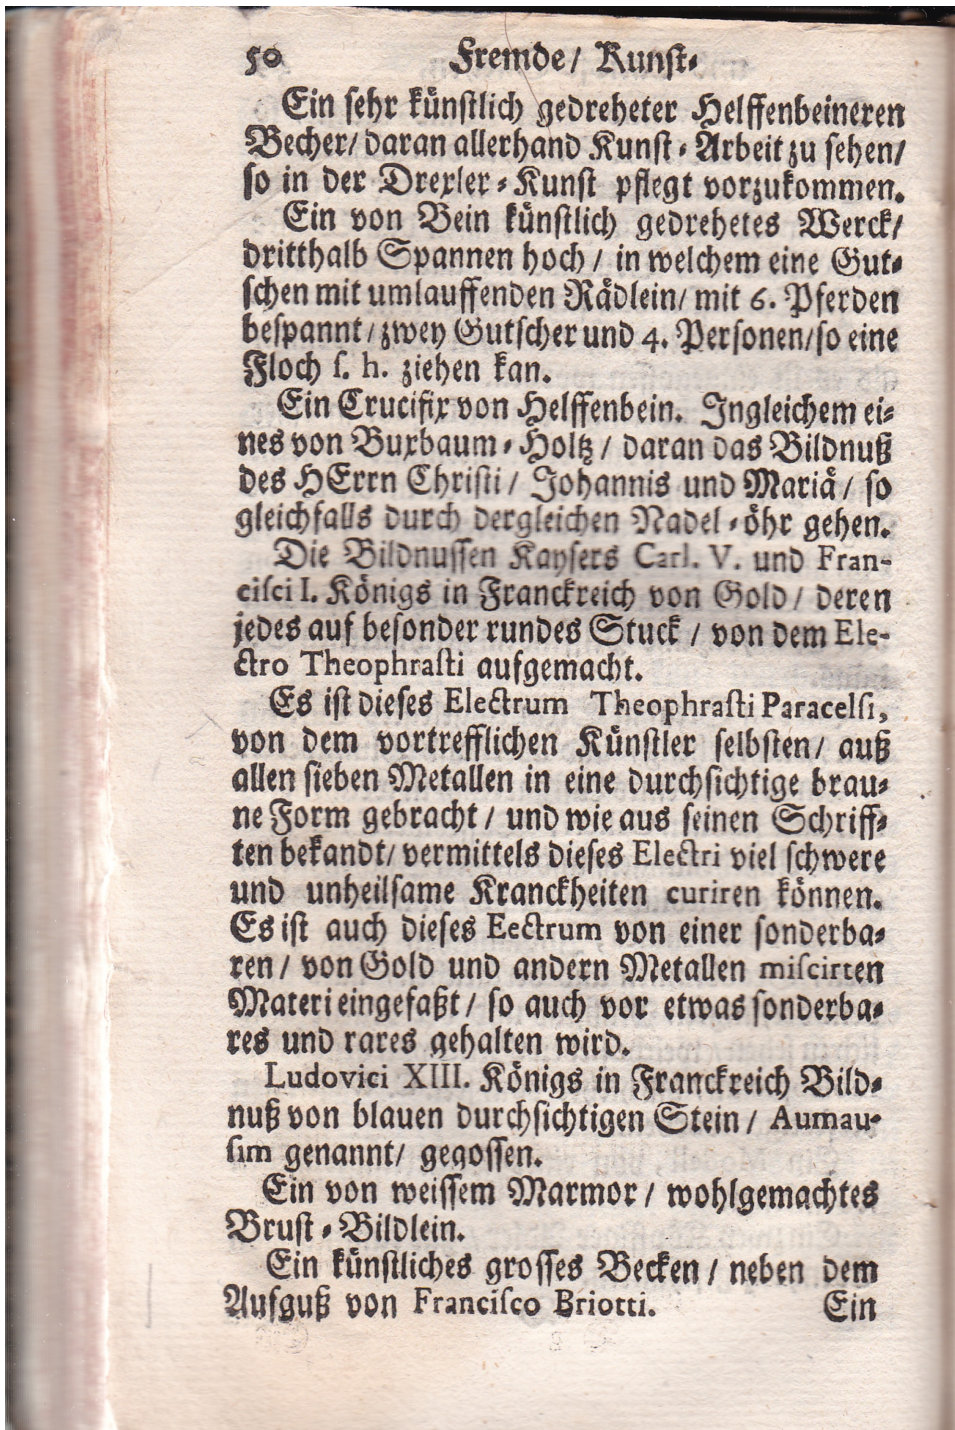 50 Fremde/ Kunst-
Ein sehr künstlich gedreheter Helffenbeineren
Becher/ daran allerhand Kunst-Arbeit zu sehen/
so in der Drexler-Kunst pflegt vorzukommen.
Ein von Bein künstlich gedrehetes Werck/
dritthalb Spannen hoch/ in welchem eine Gut-
schen mit umlauffenden Rädlein/ mit 6. Pferden
bespannt/ zwey Gutscher und 4. Personen/ so eine
Floch s. h. ziehen kan.
Ein Crucifix von Helffenbein. Ingleichem ei-
nes von Buxbaum-Holtz/ daran das Bildnuß
des HErrn Christi/ Johannis und Mariä/ so
gleichfalls durch dergleichen Nadel-öhr gehen.
Die Bildnussen Kaysers Carl. V. und Fran-
cisci I. Königs in Franckreich von Gold/ deren
jedes auf besonder rundes Stuck/ von dem Ele-
ctro Theophrasti aufgemacht.
Es ist dieses Electrum Theophrasti Paracelsi,
von dem vortrefflichen Künstler selbsten/ auß
allen sieben Metallen in eine durchsichtige brau-
ne Form gebracht/ und wie aus seinen Schriff-
ten bekandt/ vermittels dieses Electri viel schwere
und unheilsame Kranckheiten curiren können.
Es ist auch dieses Eectrum von einer sonderba-
ren/ von Gold und andern Metallen miscirten
Materi eingefaßt/ so auch vor etwas sonderba-
res und rares gehalten wird.
Ludovici XIII. Königs in Franckreich Bild-
nuß von blauen durchsichtigen Stein/ Aumau-
sim genannt/ gegossen.
Ein von weissem Marmor/ wohlgemachtes
Brust-Bildlein.
Ein künstliches grosses Becken/ neben dem
Aufguß von Francisco Briotti. Ein